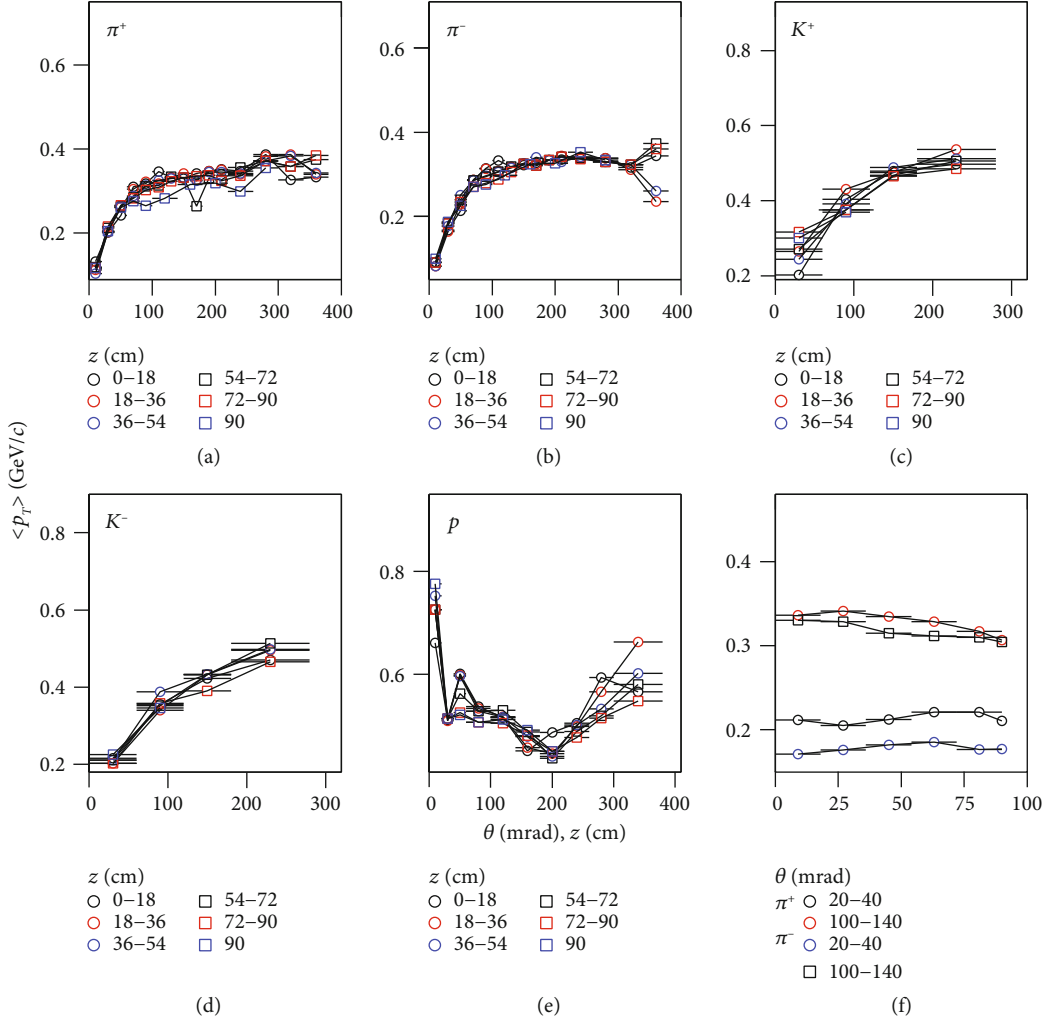 π+ π− K+
0.6 0.6 0.8
0.4 0.4 0.6
0.4
0.2 0.2 0.2
0 100 200 300 400 0 100 200 300 400 0 100 200 300
z (cm) z (cm) z (cm)
0–18 54–72 0–18 54–72 0–18 54–72
18–36 72–90 18–36 72–90 18–36 72–90
36–54 90 36–54 90 36–54 90
(a) (b) (c)
<pT> (GeV/c)
K− p
0.8 0.8 0.4
0.6 0.6 0.3
0.4 0.2
0.2
0 100 200 300 0 100 200 300 400 0 25 50 75 100
θ (mrad), z (cm)
z (cm) z (cm) θ (mrad)
0–18 54–72 0–18 54–72 π+ 20–40
18–36 72–90 18–36 72–90 100–140
36–54 90 36–54 90 π− 20–40
100–140
(d) (e) (f)